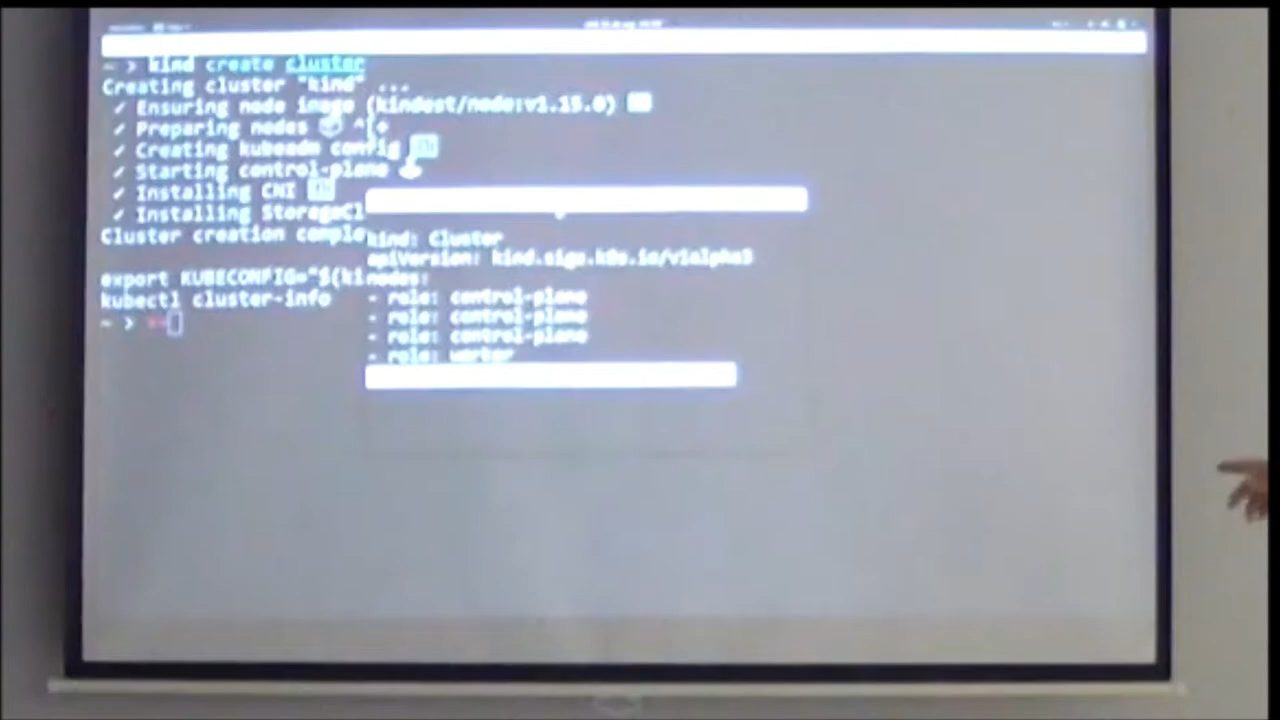 ~ > kind create cluster
Creating cluster "kind" ...
✓ Ensuring node image (kindest/node:v1.15.0)
✓ Preparing nodes
✓ Creating kubeadm config
✓ Starting control-plane
✓ Installing CNI
✓ Installing StorageCl
Cluster creation comple
export KUBECONFIG="$(ki
kubectl cluster-info
~ >
kind: Cluster
apiVersion: kind.sigs.k8s.io/v1alpha3
nodes:
- role: control-plane
- role: control-plane
- role: control-plane
- role: worker